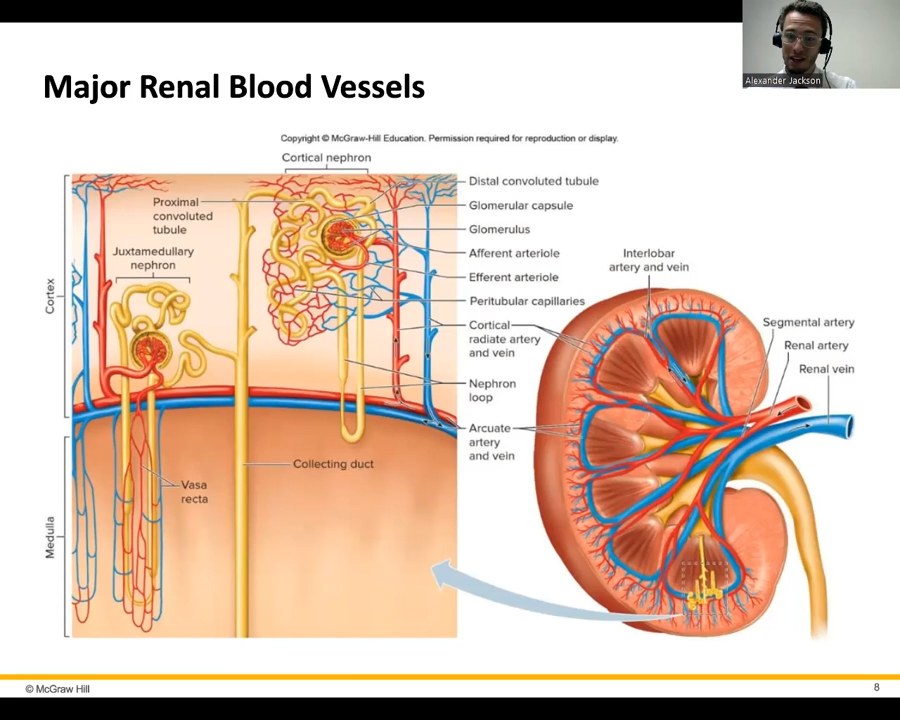 Alexander Jackson
Major Renal Blood Vessels
Copyright © McGraw-Hill Education. Permission required for reproduction or display.
Cortical nephron
Proximal
convoluted
tubule
Juxtamedullary
nephron
Cortex
Medulla
Vasa
recta
Collecting duct
Distal convoluted tubule
Glomerular capsule
Glomerulus
Afferent arteriole
Efferent arteriole
Peritubular capillaries
Cortical
radiate artery
and vein
Nephron
loop
Arcuate
artery
and vein
Interlobar
artery and vein
Segmental artery
Renal artery
Renal vein
© McGraw Hill
8